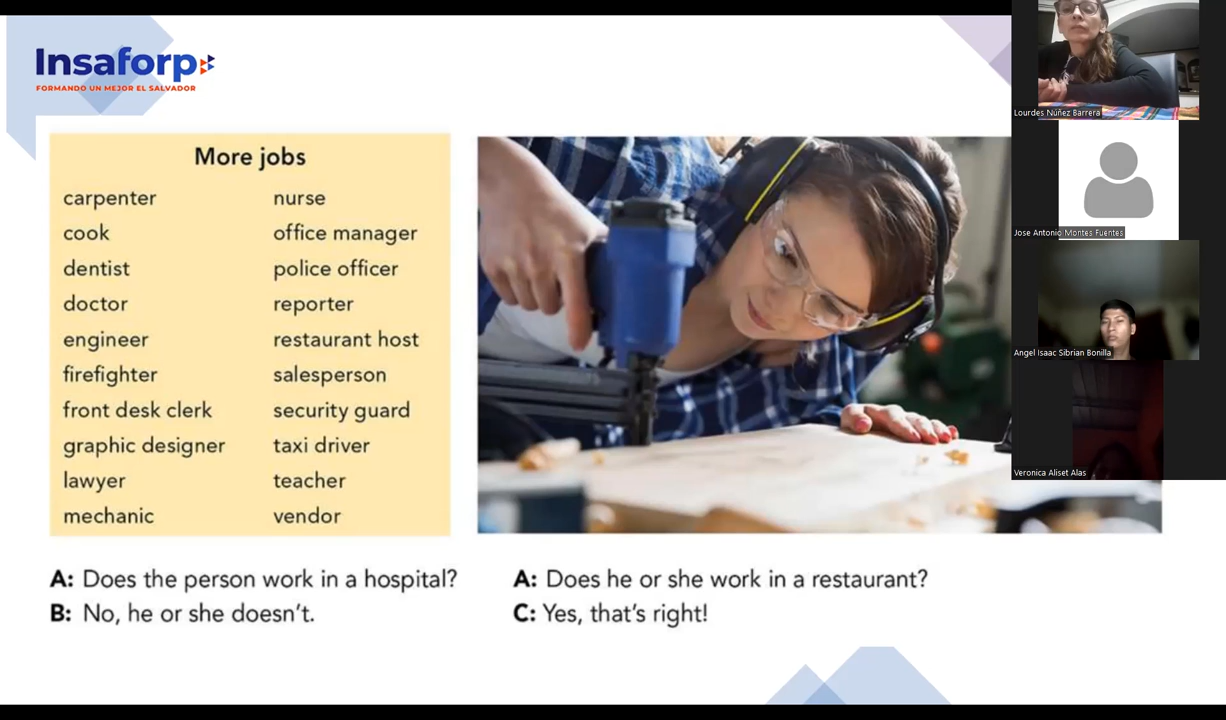 Insaforp
FORMANDO UN MEJOR EL SALVADOR
More jobs
carpenter
cook
dentist
doctor
engineer
firefighter
front desk clerk
graphic designer
lawyer
mechanic
nurse
office manager
police officer
reporter
restaurant host
salesperson
security guard
taxi driver
teacher
vendor
A: Does the person work in a hospital?
B: No, he or she doesn't.
A: Does he or she work in a restaurant?
C: Yes, that's right!
Lourdes Núñez Barrera
Jose Antonio Montes Fuentes
Angel Isaac Sibrian Bonilla
Veronica Aliset Alas